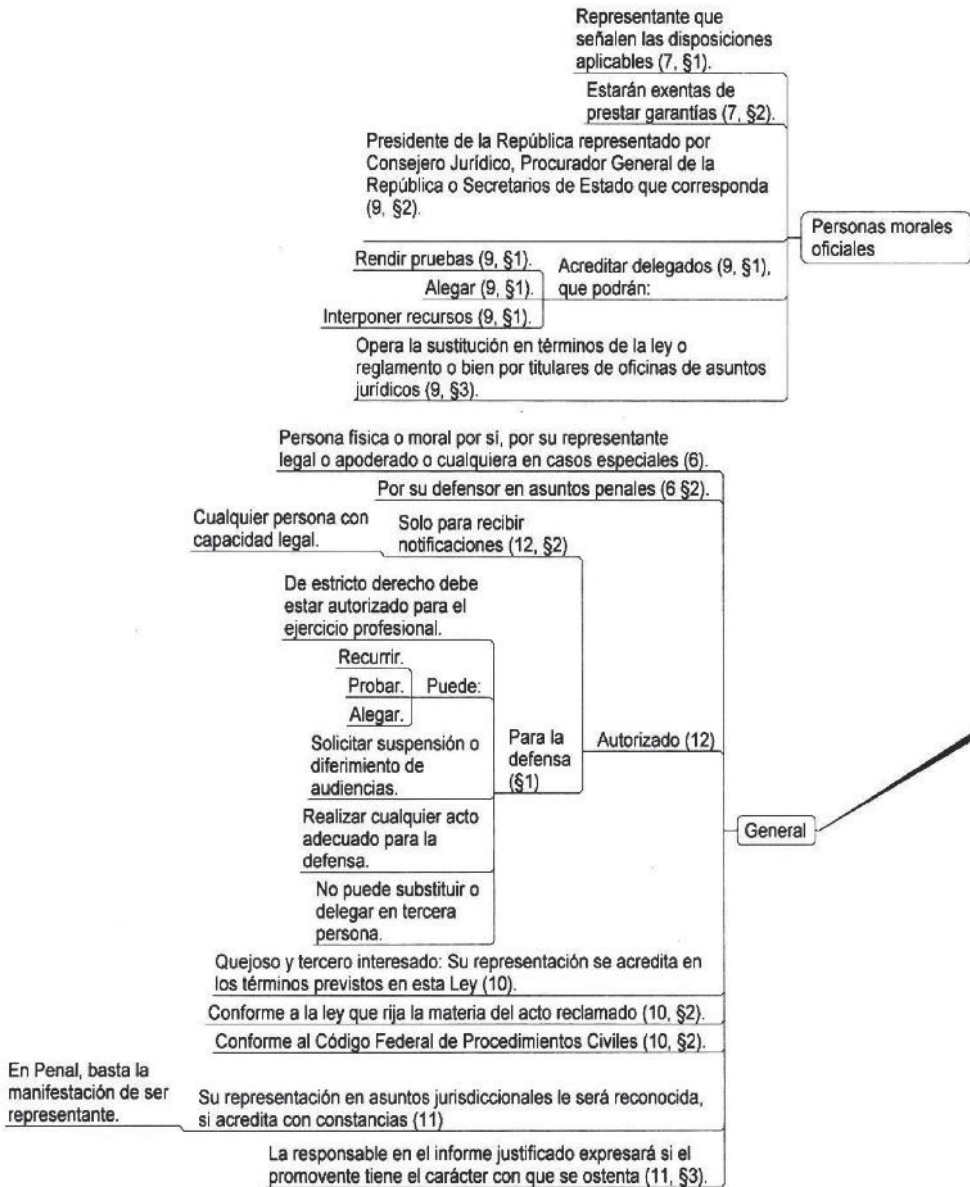 Representante que
señalen las disposiciones
aplicables (7, §1).
Estarán exentas de
prestar garantías (7, §2).
Presidente de la República representado por
Consejero Jurídico, Procurador General de la
República o Secretarios de Estado que corresponda
(9, §2).
Personas morales
oficiales
Rendir pruebas (9, §1).
Alegar (9, §1).
Interponer recursos (9, §1).
Acreditar delegados (9, §1),
que podrán:
Opera la sustitución en términos de la ley o
reglamento o bien por titulares de oficinas de asuntos
jurídicos (9, §3).
Persona física o moral por si, por su representante
legal o apoderado o cualquiera en casos especiales (6).
Por su defensor en asuntos penales (6 §2).
Cualquier persona con
capacidad legal.
Solo para recibir
notificaciones (12, §2)
De estricto derecho debe
estar autorizado para el
ejercicio profesional.
Recurrir.
Probar.
Alegar.
Puede:
Solicitar suspensión o
diferimiento de
audiencias.
Para la
defensa
(§1)
Autorizado (12)
Realizar cualquier acto
adecuado para la
defensa.
General
No puede substituir o
delegar en tercera
persona.
Quejoso y tercero interesado: Su representación se acredita en
los términos previstos en esta Ley (10).
Conforme a la ley que rija la materia del acto reclamado (10, §2).
Conforme al Código Federal de Procedimientos Civiles (10, §2).
En Penal, basta la
manifestación de ser
representante.
Su representación en asuntos jurisdiccionales le será reconocida,
si acredita con constancias (11)
La responsable en el informe justificado expresará si el
promovente tiene el carácter con que se ostenta (11, §3).